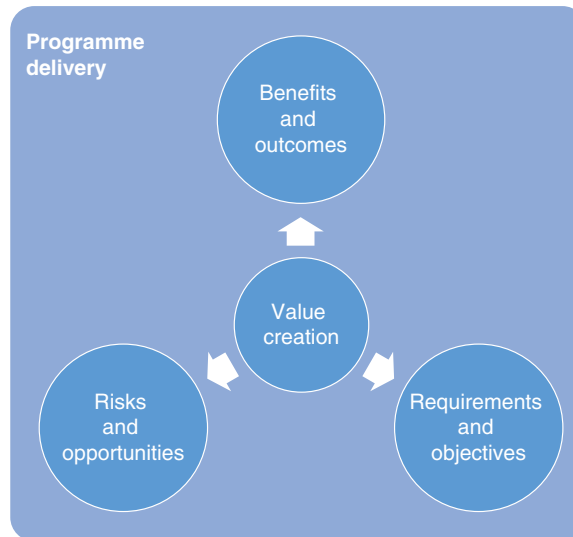 Programme
delivery
Benefits
and
outcomes
Value
creation
Risks
and
opportunities
Requirements
and
objectives